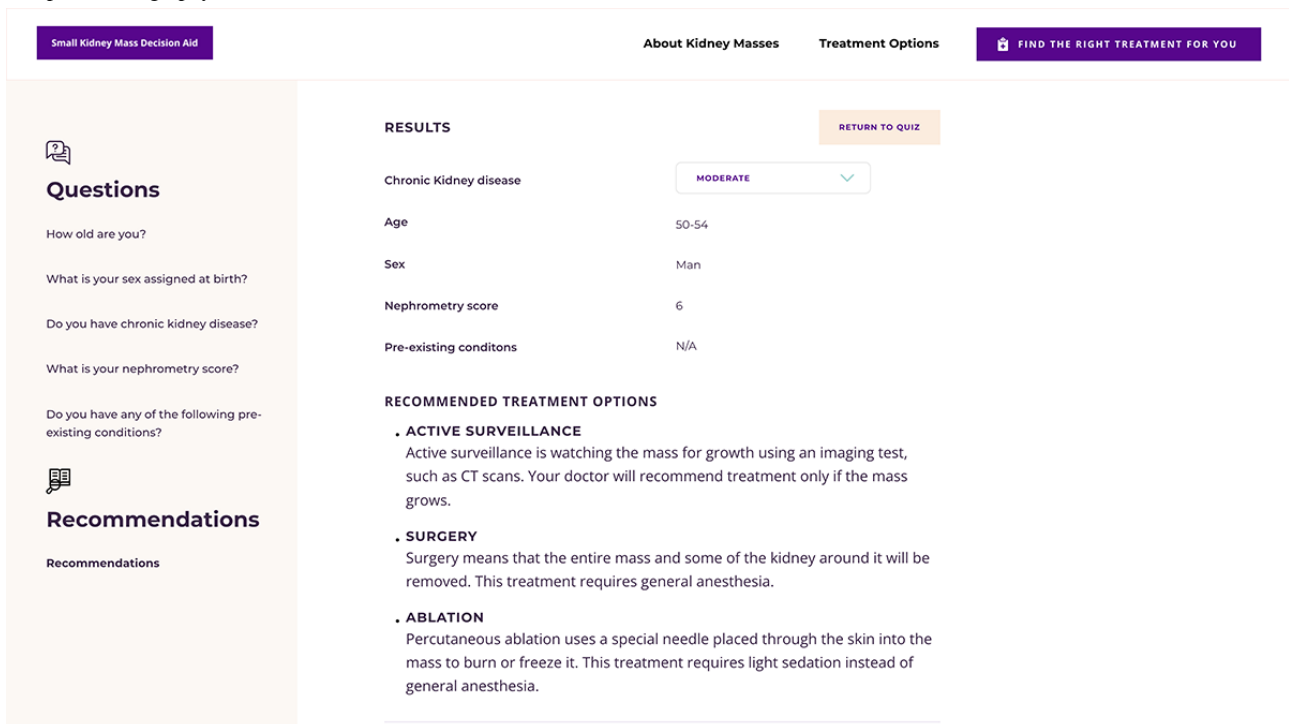 Small Kidney Mass Decision Aid
About Kidney Masses
Treatment Options
FIND THE RIGHT TREATMENT FOR YOU
Questions
How old are you?
What is your sex assigned at birth?
Do you have chronic kidney disease?
What is your nephrometry score?
Do you have any of the following pre-
existing conditions?
Recommendations
Recommendations
RESULTS
RETURN TO QUIZ
Chronic Kidney disease
MODERATE
Age
50-54
Sex
Man
Nephrometry score
6
Pre-existing conditons
N/A
RECOMMENDED TREATMENT OPTIONS
. ACTIVE SURVEILLANCE
Active surveillance is watching the mass for growth using an imaging test,
such as CT scans. Your doctor will recommend treatment only if the mass
grows.
. SURGERY
Surgery means that the entire mass and some of the kidney around it will be
removed. This treatment requires general anesthesia.
. ABLATION
Percutaneous ablation uses a special needle placed through the skin into the
mass to burn or freeze it. This treatment requires light sedation instead of
general anesthesia.